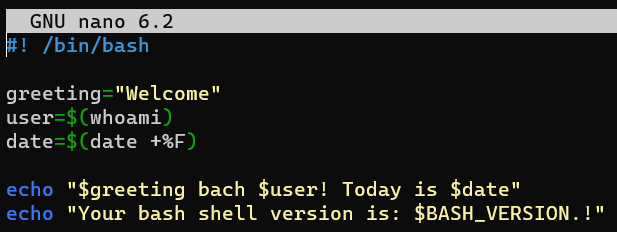 GNU nano 6.2
#! /bin/bash
greeting="Welcome"
user=$(whoami)
date=$(date +%F)
echo "$greeting bach $user! Today is $date"
echo "Your bash shell version is: $BASH_VERSION.!"